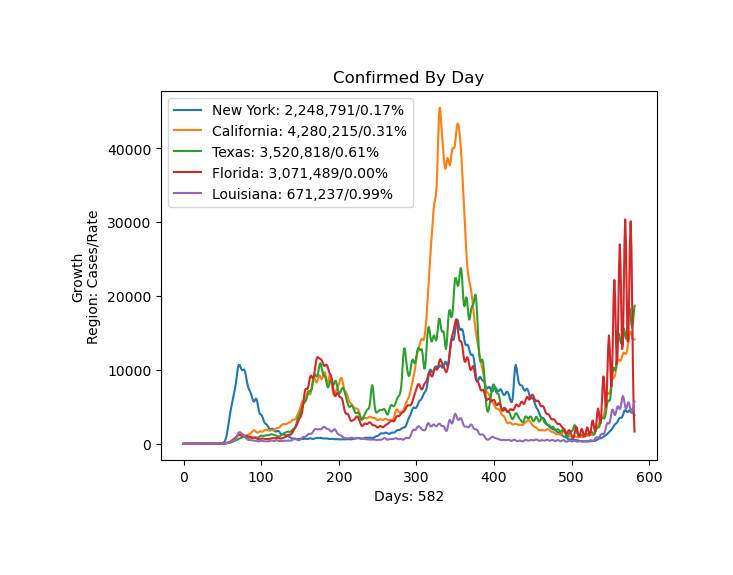 Confirmed By Day
New York: 2,248,791/0.17%
California: 4,280,215/0.31%
Texas: 3,520,818/0.61%
Florida: 3,071,489/0.00%
Louisiana: 671,237/0.99%
Growth
Region: Cases/Rate
40000
30000
20000
10000
0
0 100 200 300 400 500 600
Days: 582